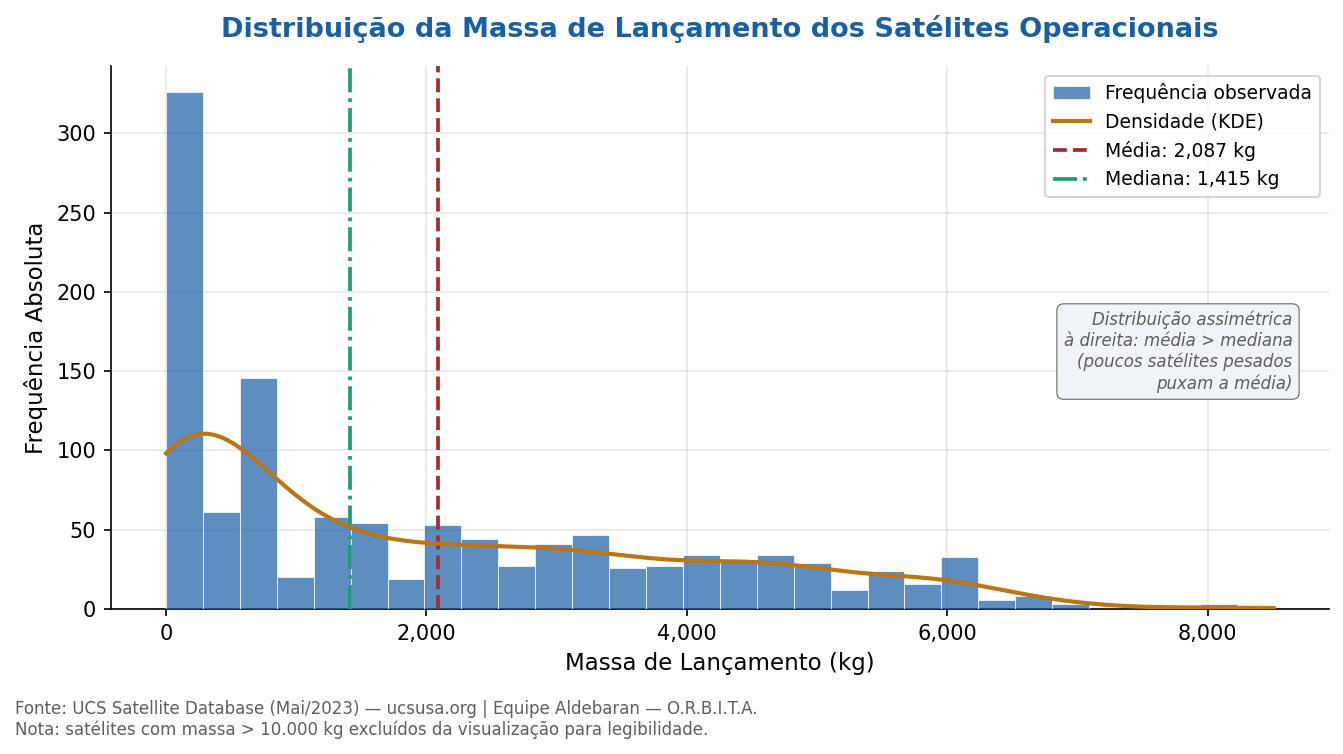 Distribuição da Massa de Lançamento dos Satélites Operacionais
Frequência Absoluta
300
250
200
150
100
50
0
0
2,000
4,000
6,000
8,000
Massa de Lançamento (kg)
Frequência observada
Densidade (KDE)
Média: 2,087 kg
Mediana: 1,415 kg
Distribuição assimétrica
à direita: média > mediana
(poucos satélites pesados
puxam a média)
Fonte: UCS Satellite Database (Mai/2023) — ucsusa.org | Equipe Aldebaran — O.R.B.I.T.A.
Nota: satélites com massa > 10.000 kg excluídos da visualização para legibilidade.